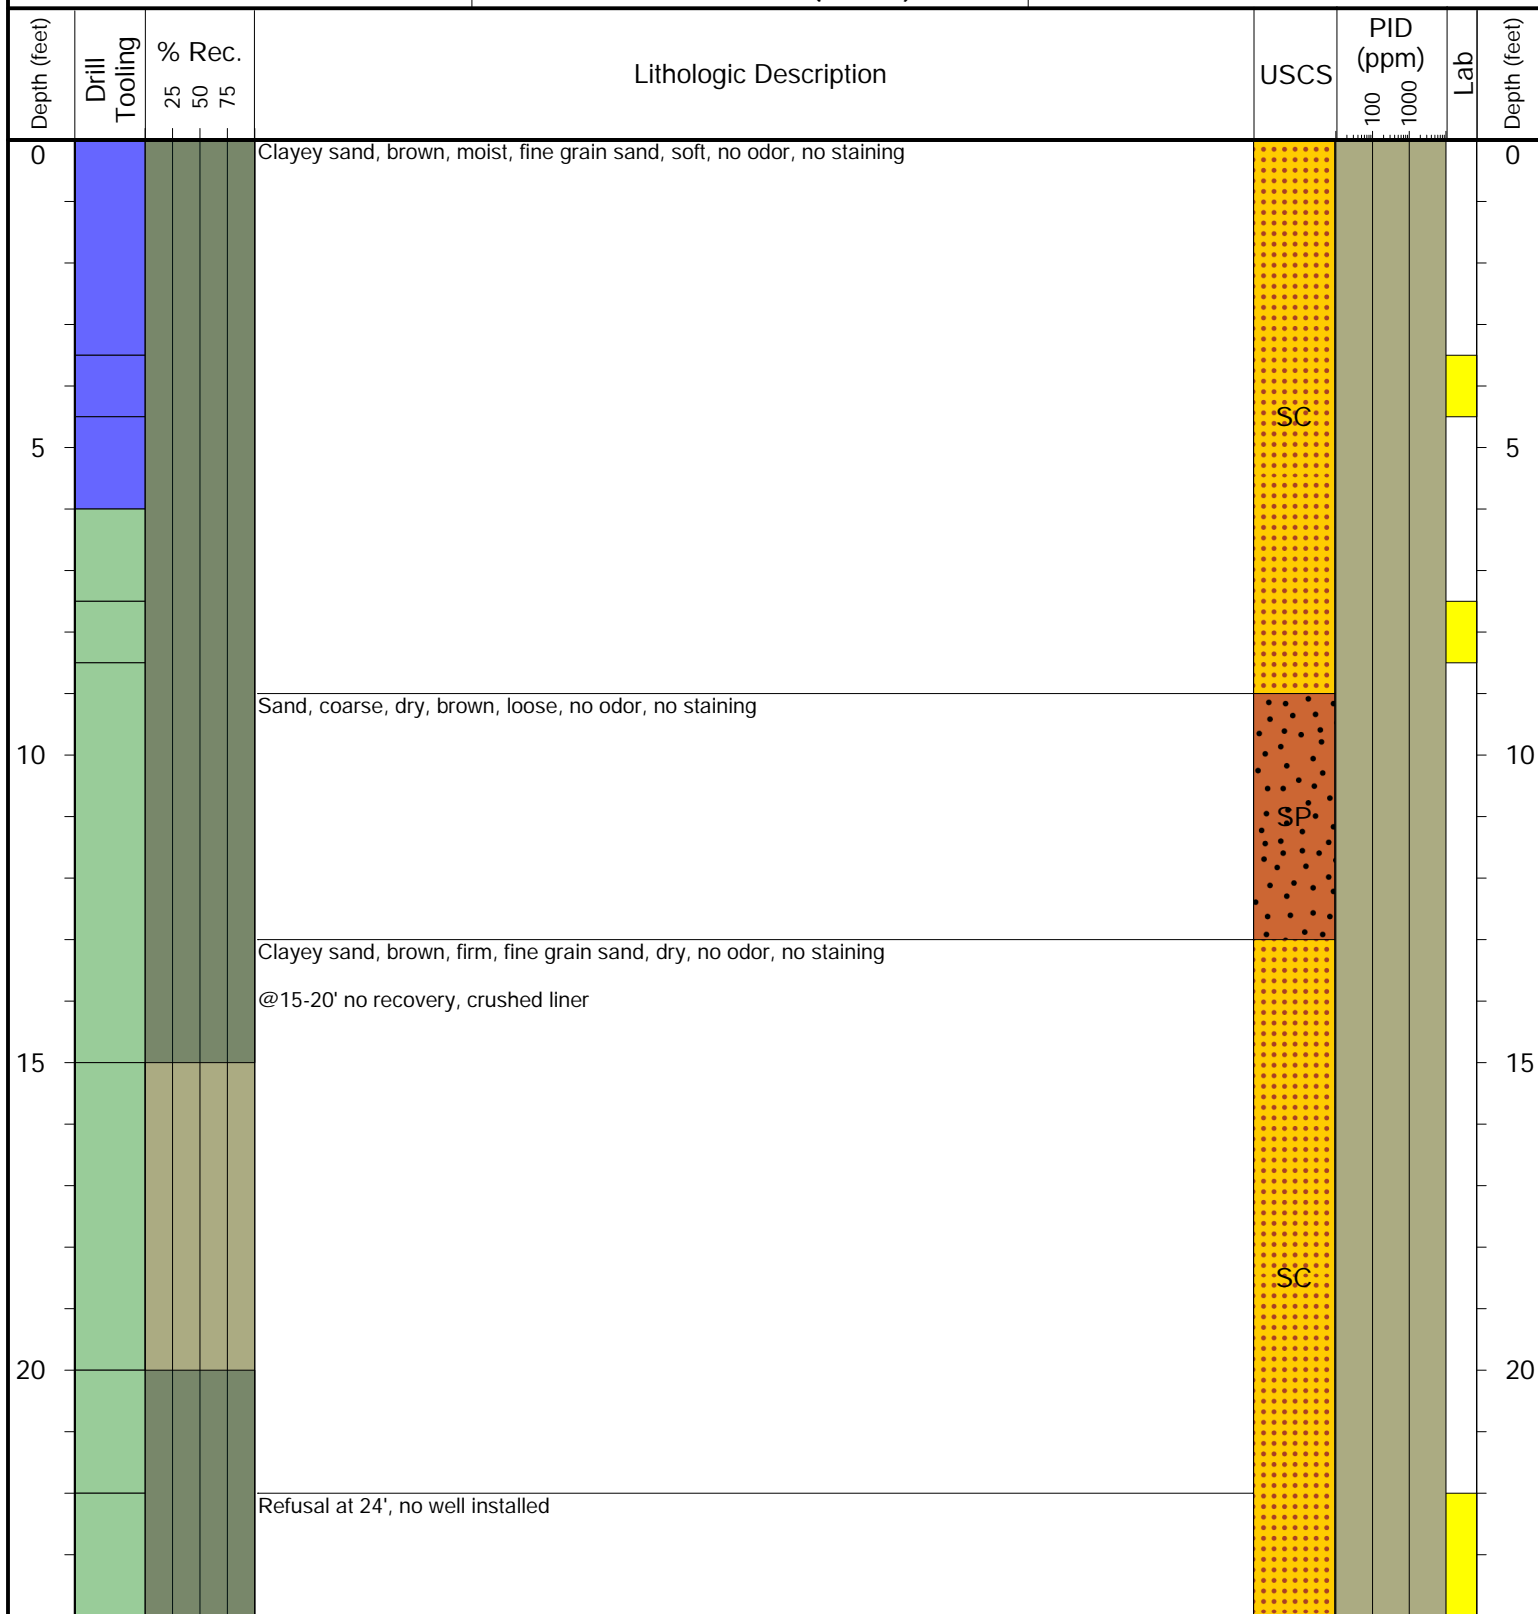 Depth (feet)
Drill Tooling
% Rec.
25 50 75
Lithologic Description
USCS
PID (ppm)
100 1000
Lab
Depth (feet)
0 Clayey sand, brown, moist, fine grain sand, soft, no odor, no staining 0
SC
5 5
Sand, coarse, dry, brown, loose, no odor, no staining
10 10
SP
Clayey sand, brown, firm, fine grain sand, dry, no odor, no staining
@15-20' no recovery, crushed liner
15 15
SC
20 20
Refusal at 24', no well installed